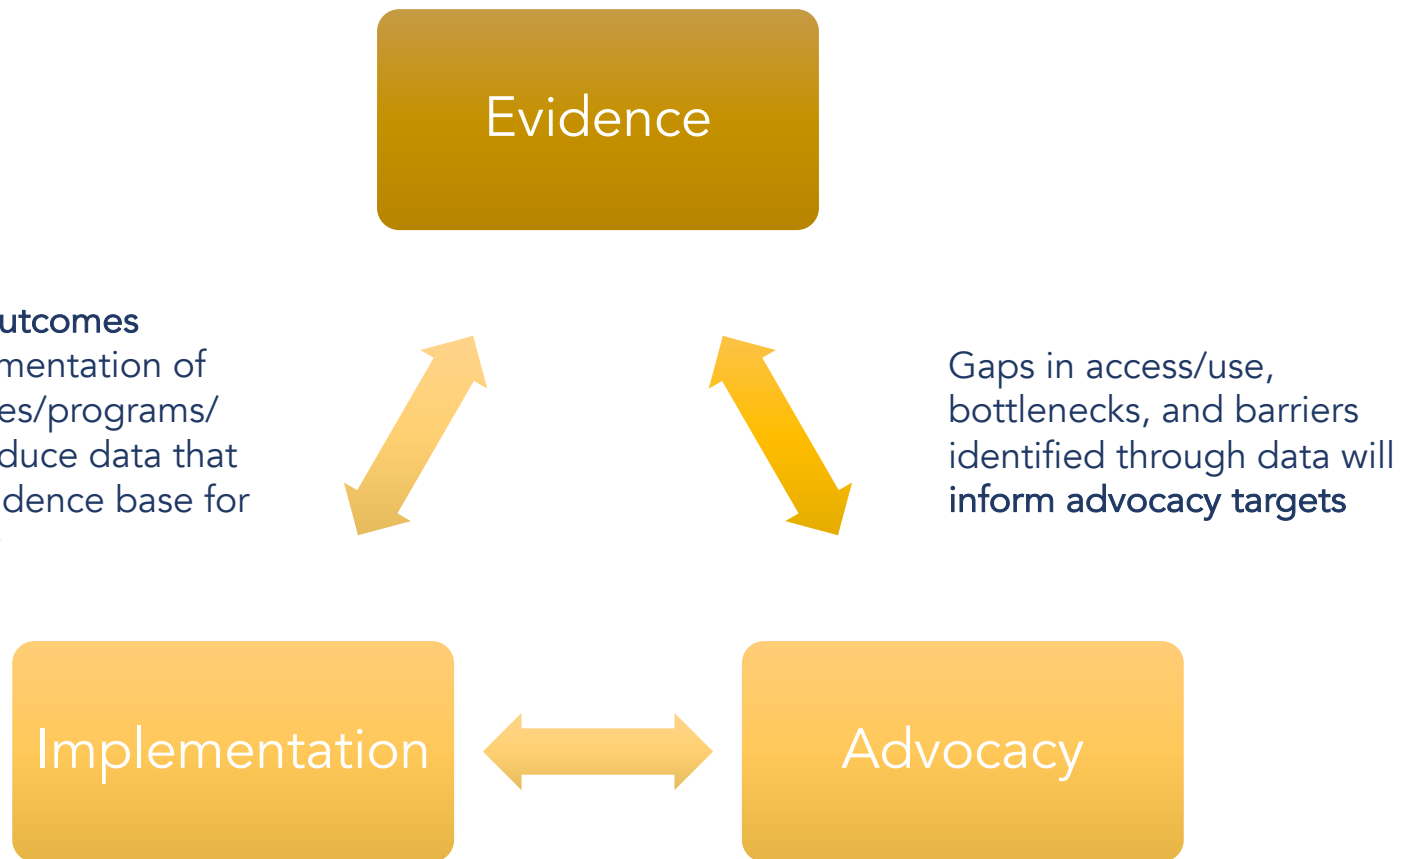 Evidence
utcomes
mentation of
es/programs/
duce data that
idence base for
Gaps in access/use,
bottlenecks, and barriers
identified through data will
inform advocacy targets
Implementation
Advocacy